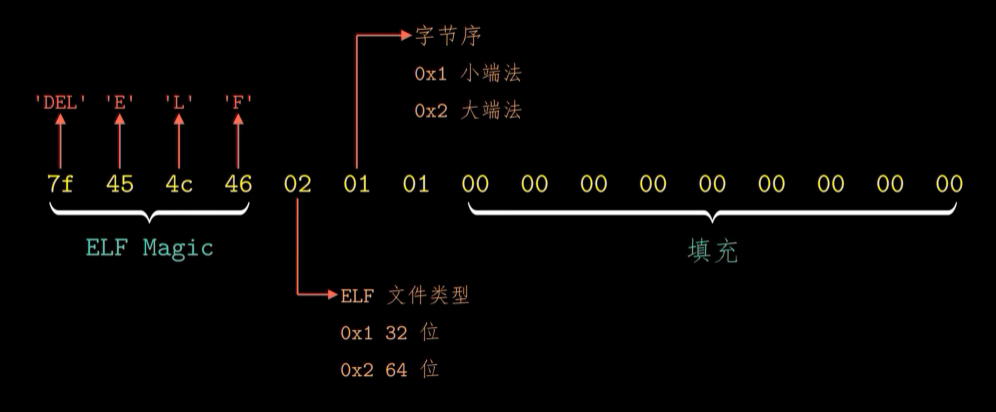 字节序
0x1 小端法
0x2 大端法
'DEL' 'E' 'L' 'F'
7f 45 4c 46 02 01 01 00 00 00 00 00 00 00 00 00
ELF Magic
填充
ELF 文件类型
0x1 32 位
0x2 64 位